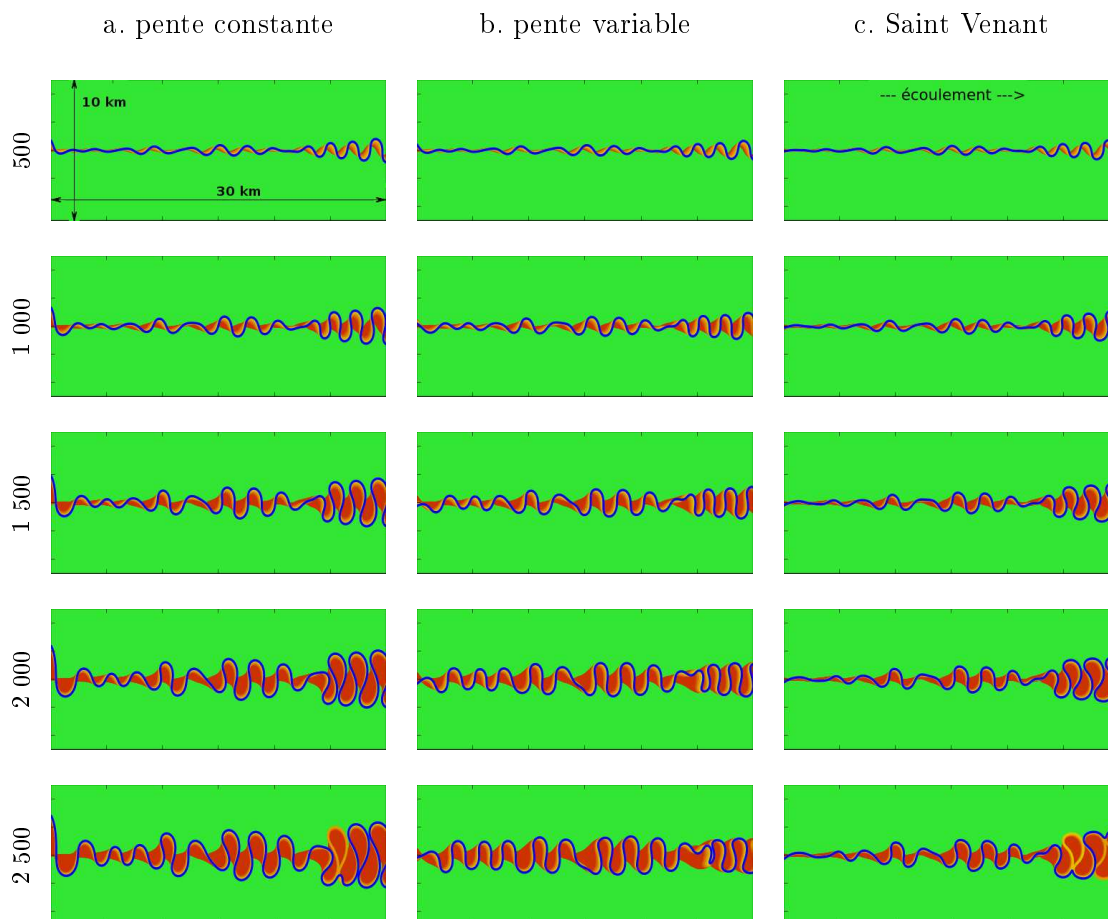 a. pente constante
b. pente variable
c. Saint Venant
500
10 km
30 km
--- écoulement --->
1 000
1 500
2 000
2 500